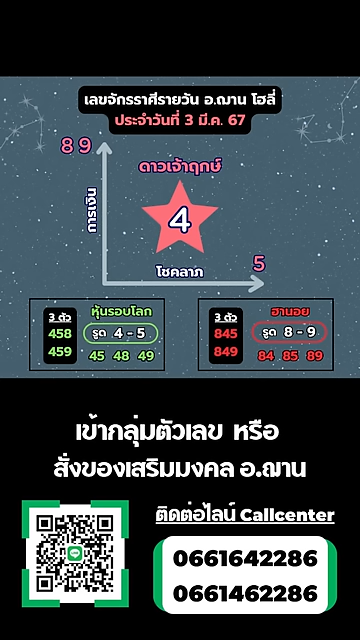 เลขจักรราศีรายวัน อ.ฌาน โฮลี่
ประจำวันที่ 3 มี.ค. 67
8 9
ดาวเจ้าฤกษ์
การเงิน
4
โชคลาภ
5
3 ตัว
458
459
หุ้นรอบโลก
รูด 4 - 5
45 48 49
3 ตัว
845
849
ฮานอย
รูด 8 - 9
84 85 89
เข้ากลุ่มตัวเลข หรือ
สั่งของเสริมมงคล อ.ฌาน
ติดต่อไลน์ Callcenter
0661642286
0661462286
LINE